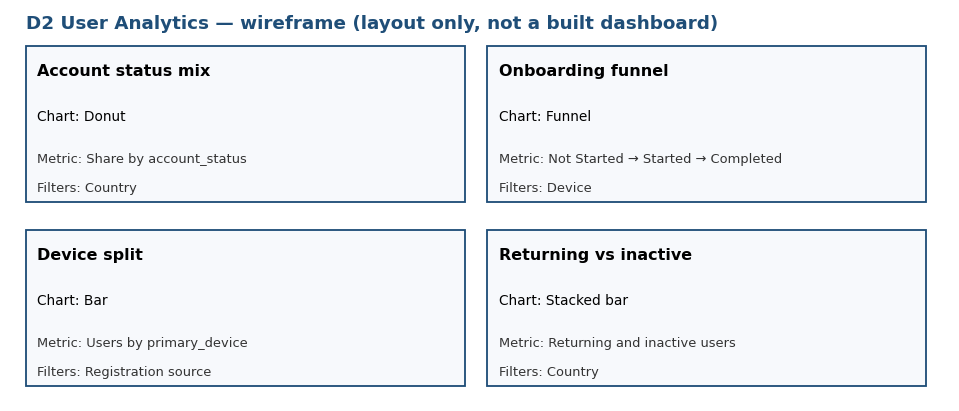 D2 User Analytics — wireframe (layout only, not a built dashboard)
Account status mix
Chart: Donut
Metric: Share by account_status
Filters: Country
Onboarding funnel
Chart: Funnel
Metric: Not Started → Started → Completed
Filters: Device
Device split
Chart: Bar
Metric: Users by primary_device
Filters: Registration source
Returning vs inactive
Chart: Stacked bar
Metric: Returning and inactive users
Filters: Country